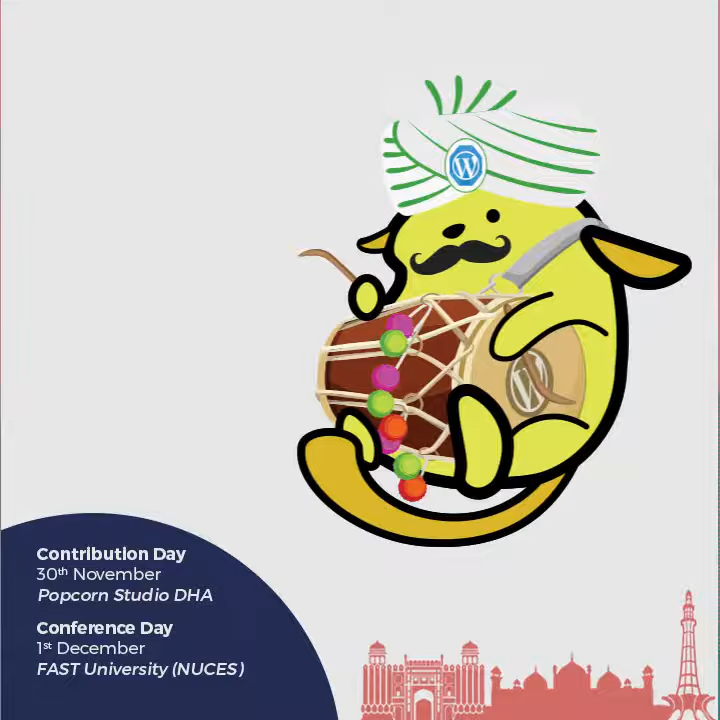 W
W
Contribution Day
30th November
Popcorn Studio DHA
Conference Day
1st December
FAST University (NUCES)